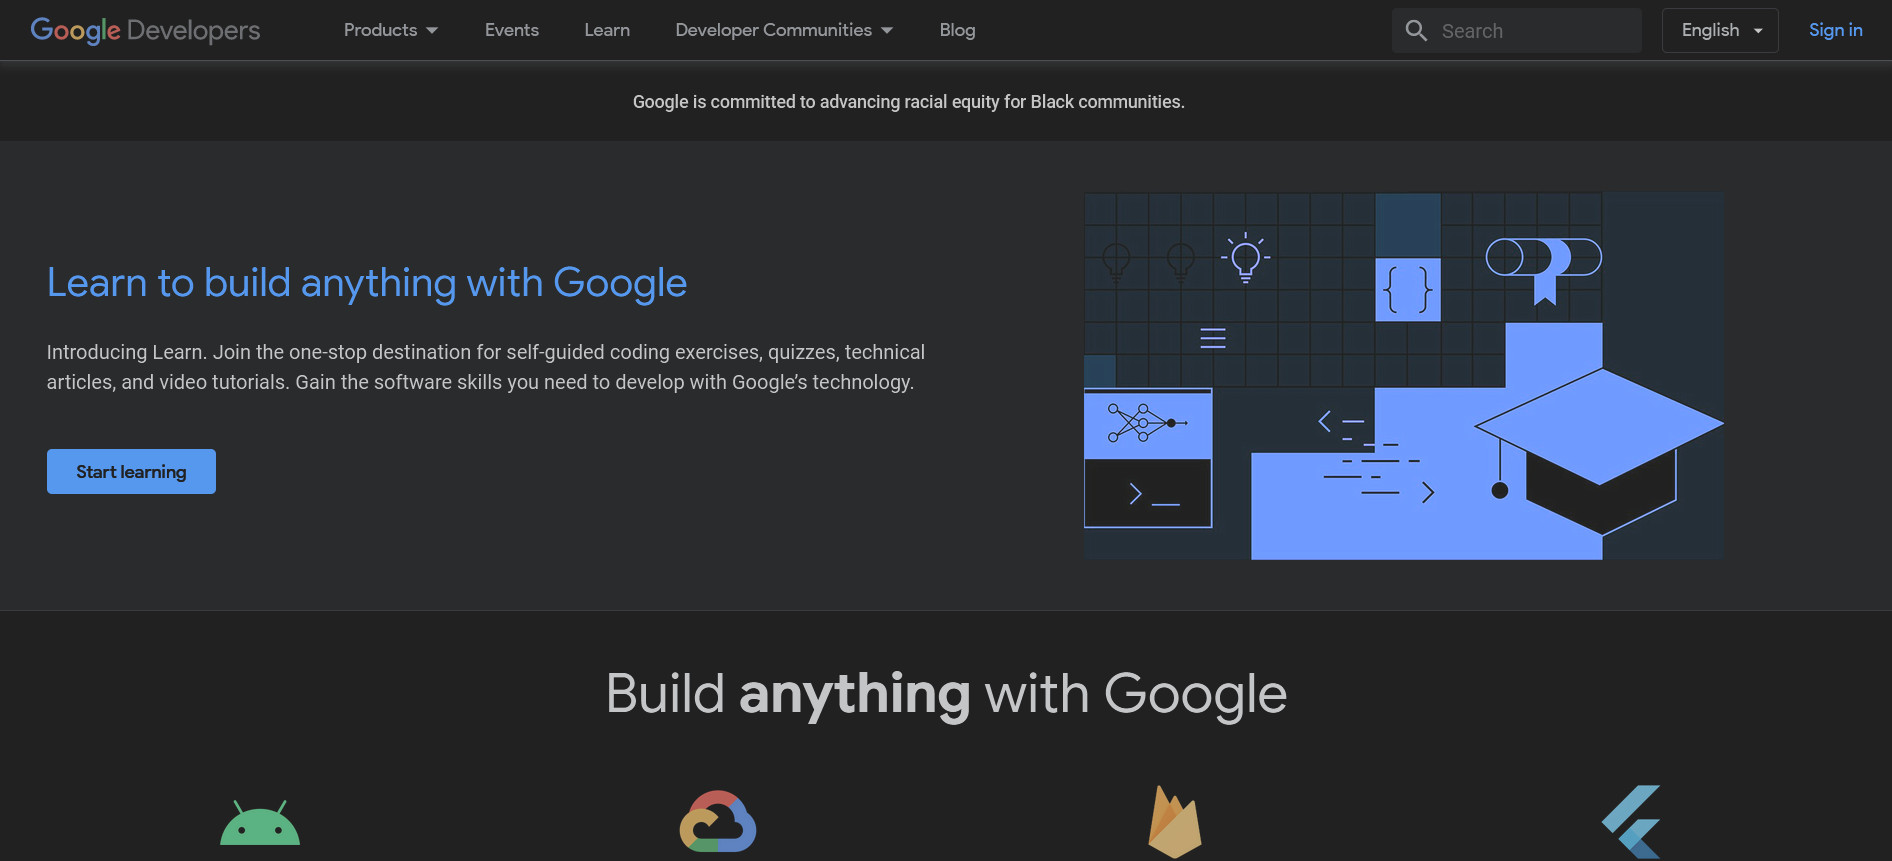 Google Developers
Products
Events
Learn
Developer Communities
Blog
Search
English
Sign in
Google is committed to advancing racial equity for Black communities.
Learn to build anything with Google
Introducing Learn. Join the one-stop destination for self-guided coding exercises, quizzes, technical
articles, and video tutorials. Gain the software skills you need to develop with Google’s technology.
Start learning
Build anything with Google